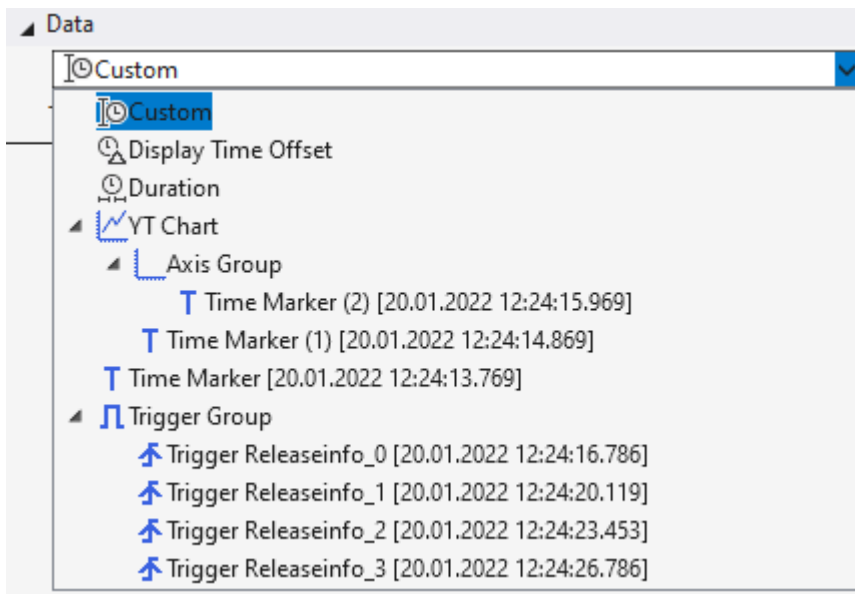 Data
Custom
Custom
Display Time Offset
Duration
YT Chart
Axis Group
Time Marker (2) [20.01.2022 12:24:15.969]
Time Marker (1) [20.01.2022 12:24:14.869]
Time Marker [20.01.2022 12:24:13.769]
Trigger Group
Trigger Releaseinfo_0 [20.01.2022 12:24:16.786]
Trigger Releaseinfo_1 [20.01.2022 12:24:20.119]
Trigger Releaseinfo_2 [20.01.2022 12:24:23.453]
Trigger Releaseinfo_3 [20.01.2022 12:24:26.786]